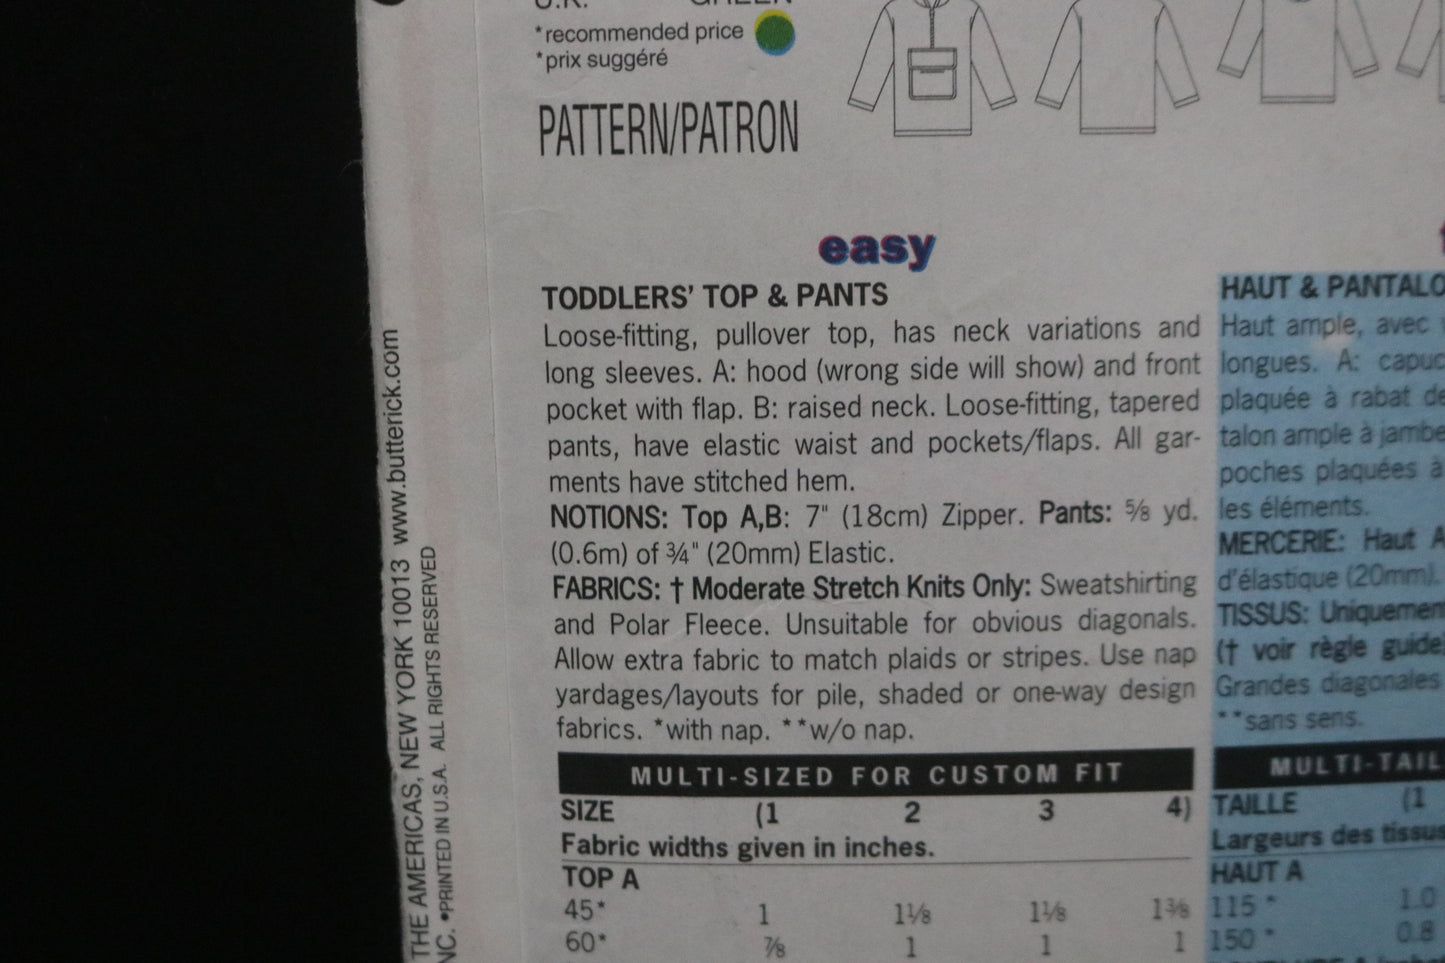 U.K. GREEN
*recommended price
*prix suggéré
PATTERN/PATRON
easy
TODDLERS' TOP & PANTS
Loose-fitting, pullover top, has neck variations and
long sleeves. A: hood (wrong side will show) and front
pocket with flap. B: raised neck. Loose-fitting, tapered
pants, have elastic waist and pockets/flaps. All gar-
ments have stitched hem.
NOTIONS: Top A,B: 7" (18cm) Zipper. Pants: ⅝ yd.
(0.6m) of ¾" (20mm) Elastic.
FABRICS: † Moderate Stretch Knits Only: Sweatshirting
and Polar Fleece. Unsuitable for obvious diagonals.
Allow extra fabric to match plaids or stripes. Use nap
yardages/layouts for pile, shaded or one-way design
fabrics. *with nap. **w/o nap.
MULTI-SIZED FOR CUSTOM FIT
SIZE (1 2 3 4)
Fabric widths given in inches.
TOP A
45* 1 1⅛ 1⅛ 1⅜
60* ⅞ 1 1 1
HAUT & PANTALO
Haut ample, avec
longues. A: capuc
plaquée à rabat de
talon ample à jambe
poches plaquées à
les éléments.
MERCERIE: Haut A
d'élastique (20mm).
TISSUS: Uniquemen
(† voir règle guide)
Grandes diagonales
**sans sens.
MULTI-TAIL
TAILLE (1
Largeurs des tissus
HAUT A
115* 1.0
150* 0.8
THE AMERICAS, NEW YORK 10013 www.butterick.com
NC. •PRINTED IN U.S.A. ALL RIGHTS RESERVED